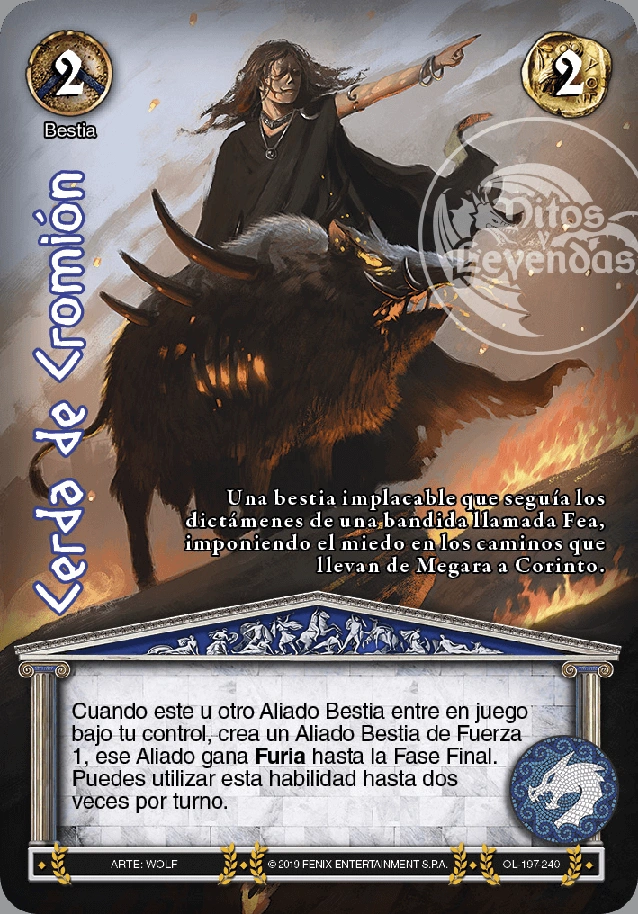 2
Bestia
2
Mitos
Leyendas
Cerda de Cromión
Una bestia implacable que seguía los
dictámenes de una bandida llamada Fea,
imponiendo el miedo en los caminos que
llevan de Megara a Corinto.
Cuando este u otro Aliado Bestia entre en juego
bajo tu control, crea un Aliado Bestia de Fuerza
1, ese Aliado gana Furia hasta la Fase Final.
Puedes utilizar esta habilidad hasta dos
veces por turno.
ARTE: WOLF
© 2019 FENIX ENTERTAINMENT S.P.A.
OL-197-240